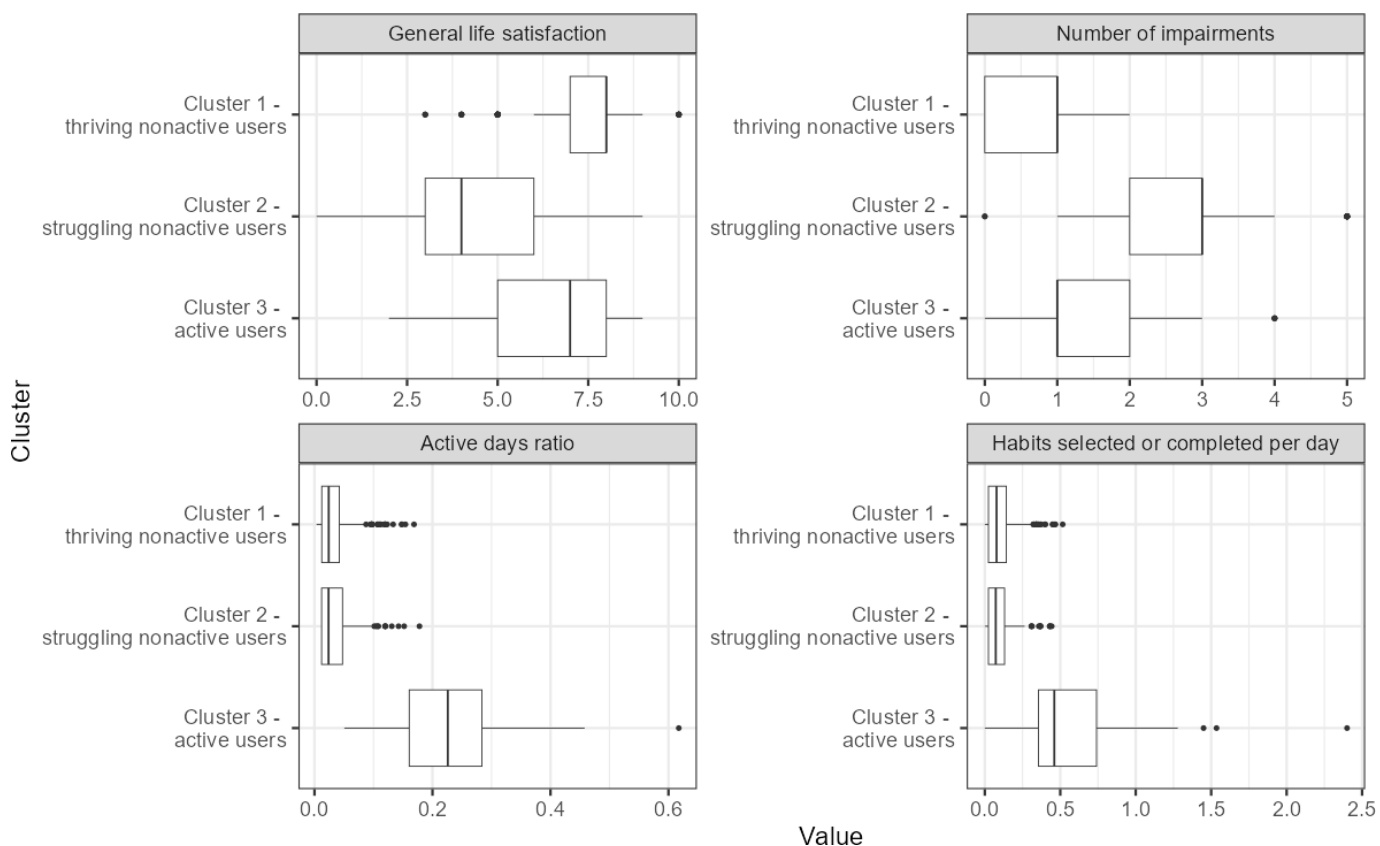 General life satisfaction
Cluster 1 -
thriving nonactive users
Cluster 2 -
struggling nonactive users
Cluster 3 -
active users
0.0 2.5 5.0 7.5 10.0
Number of impairments
Cluster 1 -
thriving nonactive users
Cluster 2 -
struggling nonactive users
Cluster 3 -
active users
0 1 2 3 4 5
Cluster
Active days ratio
Cluster 1 -
thriving nonactive users
Cluster 2 -
struggling nonactive users
Cluster 3 -
active users
0.0 0.2 0.4 0.6
Habits selected or completed per day
Cluster 1 -
thriving nonactive users
Cluster 2 -
struggling nonactive users
Cluster 3 -
active users
0.0 0.5 1.0 1.5 2.0 2.5
Value